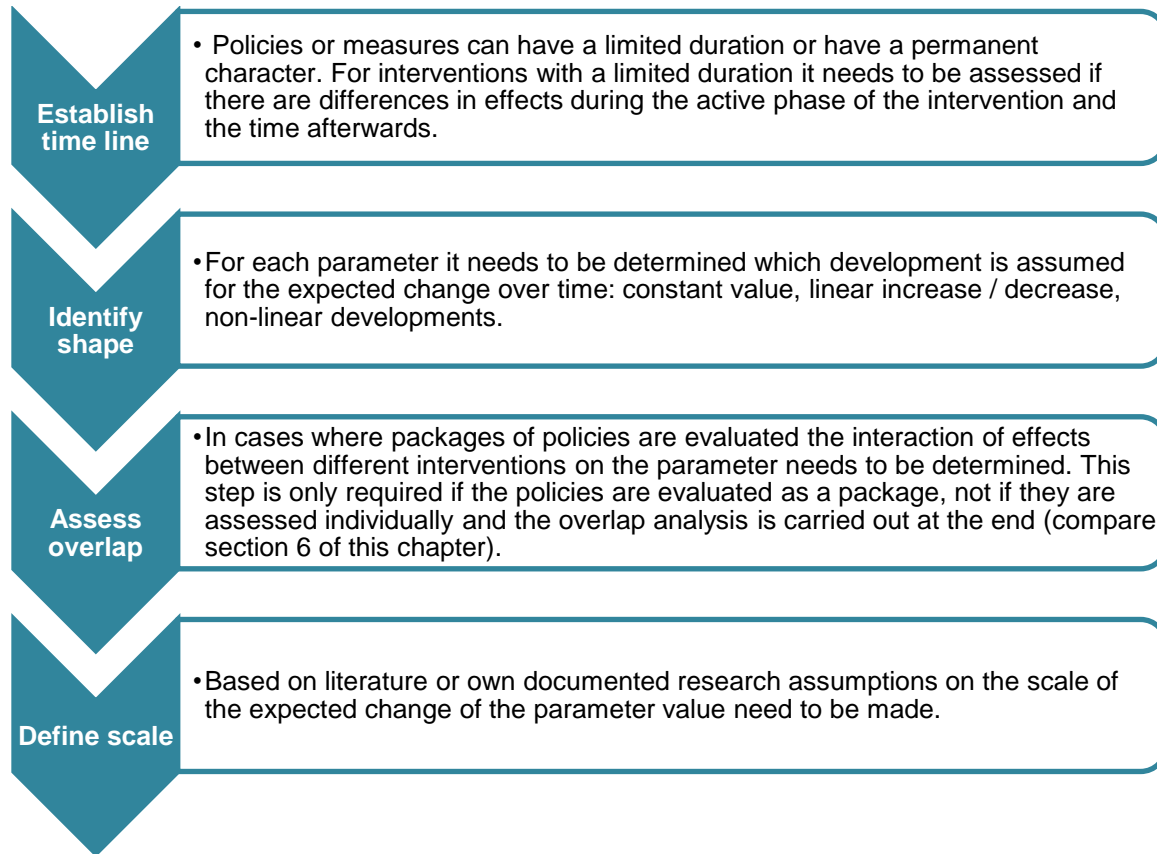 Establish
time line
• Policies or measures can have a limited duration or have a permanent
character. For interventions with a limited duration it needs to be assessed if
there are differences in effects during the active phase of the intervention and
the time afterwards.
Identify
shape
•For each parameter it needs to be determined which development is assumed
for the expected change over time: constant value, linear increase / decrease,
non-linear developments.
Assess
overlap
•In cases where packages of policies are evaluated the interaction of effects
between different interventions on the parameter needs to be determined. This
step is only required if the policies are evaluated as a package, not if they are
assessed individually and the overlap analysis is carried out at the end (compare
section 6 of this chapter).
Define scale
•Based on literature or own documented research assumptions on the scale of
the expected change of the parameter value need to be made.